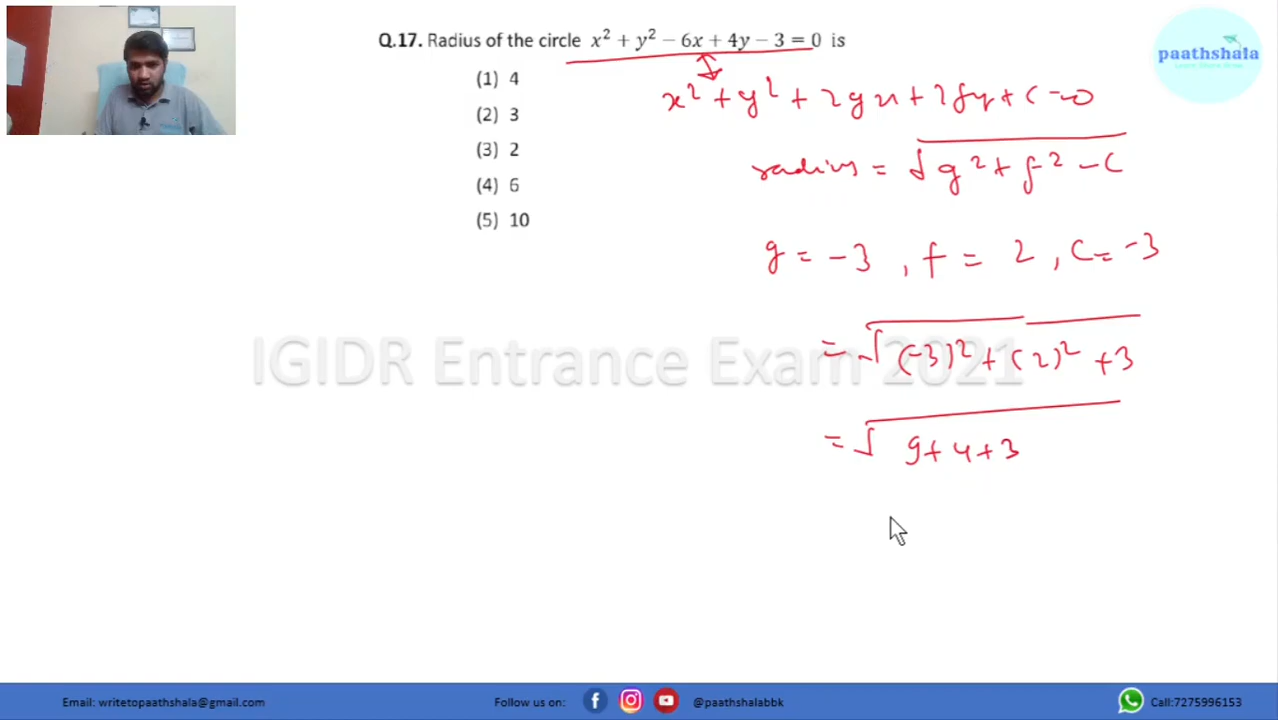 Q.17. Radius of the circle x² + y² − 6x + 4y − 3 = 0 is
(1) 4
(2) 3
(3) 2
(4) 6
(5) 10
x² + y² + 2gx + 2fy + c = 0
radius = √(g² + f² − c)
g = −3 , f = 2 , c = −3
= √((−3)² + (2)² + 3)
= √(9 + 4 + 3)
IGIDR Entrance Exam 2021
paathshala
Email: writetopaathshala@gmail.com
Follow us on:
@paathshalabbk
Call:7275996153